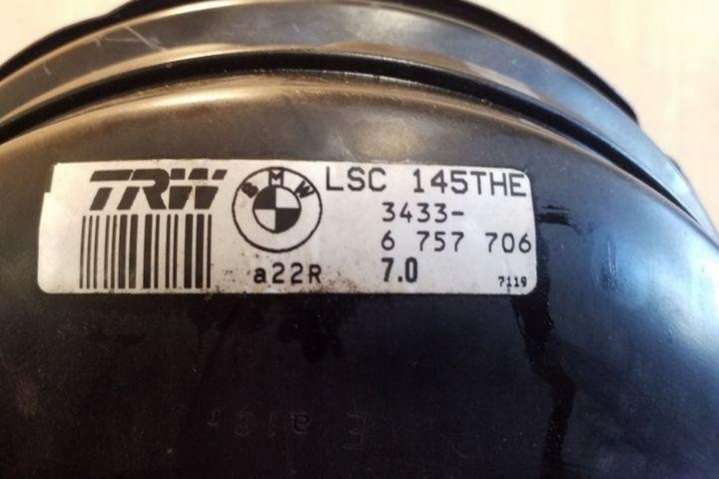 TRW
BMW
LSC 145THE
3433-
6 757 706
a22R
7.0
7119